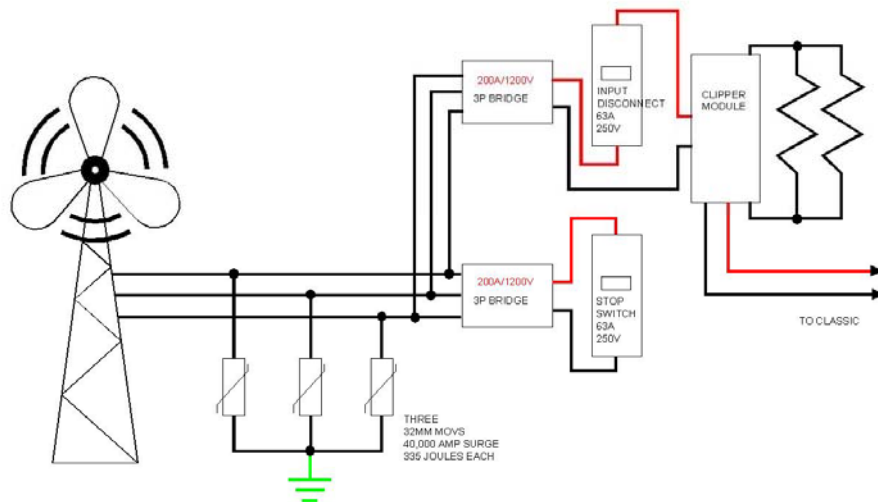 200A/1200V
3P BRIDGE
INPUT
DISCONNECT
63A
250V
CLIPPER
MODULE
200A/1200V
3P BRIDGE
STOP
SWITCH
63A
250V
TO CLASSIC
THREE
32MM MOVS
40,000 AMP SURGE
335 JOULES EACH